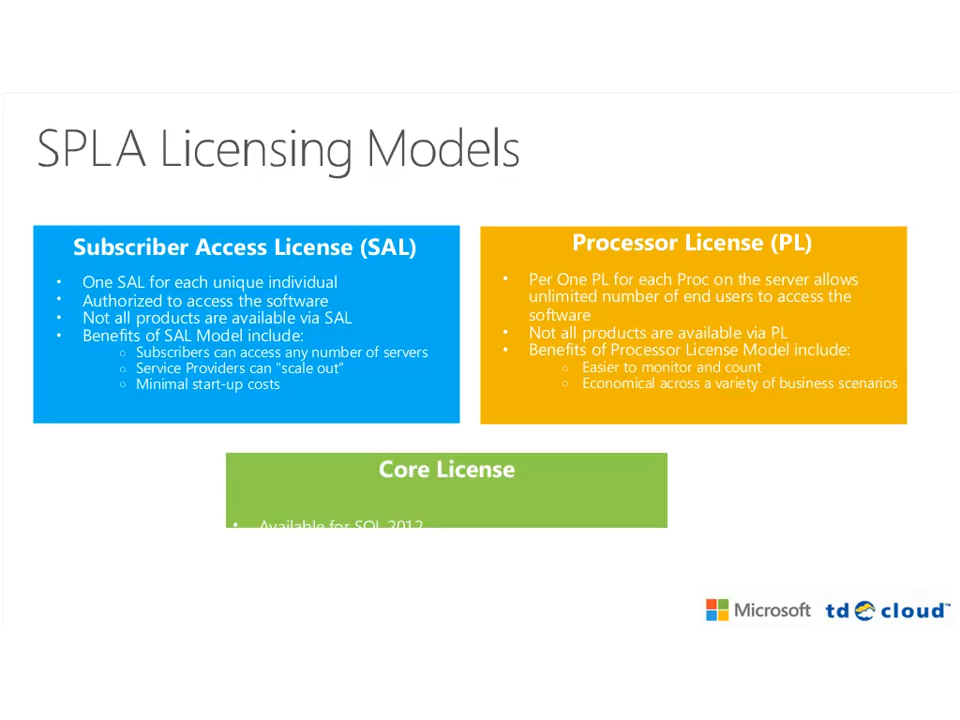 SPLA Licensing Models
Subscriber Access License (SAL)
• One SAL for each unique individual
• Authorized to access the software
• Not all products are available via SAL
• Benefits of SAL Model include:
○ Subscribers can access any number of servers
○ Service Providers can "scale out"
○ Minimal start-up costs
Processor License (PL)
• Per One PL for each Proc on the server allows
unlimited number of end users to access the
software
• Not all products are available via PL
• Benefits of Processor License Model include:
○ Easier to monitor and count
○ Economical across a variety of business scenarios
Core License
• Available for SQL 2012
Microsoft td cloud™